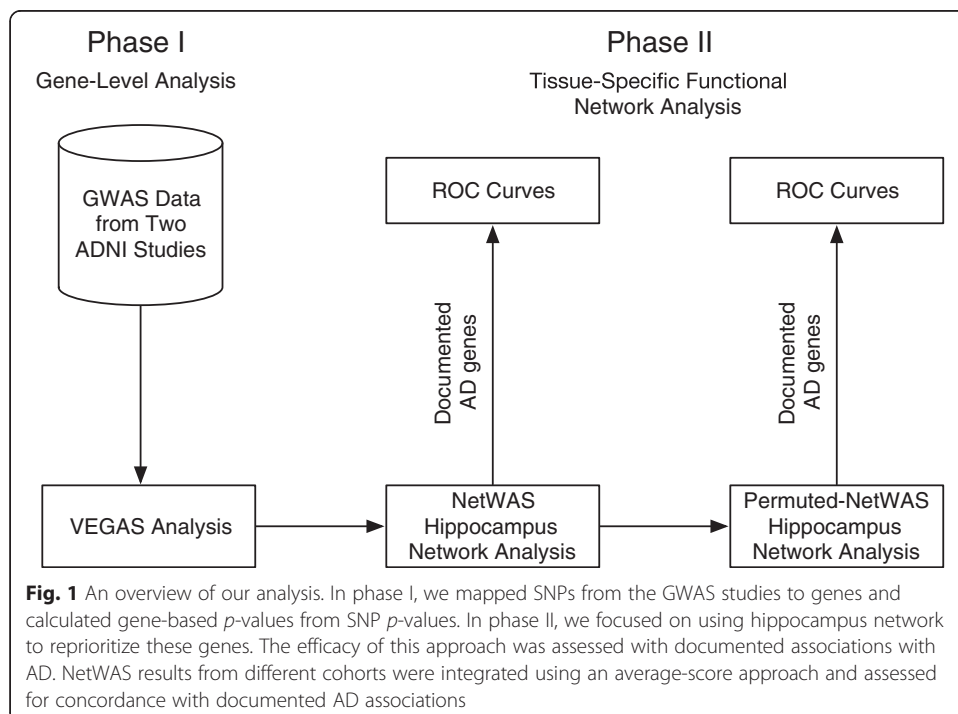 Phase I
Gene-Level Analysis
Phase II
Tissue-Specific Functional
Network Analysis
GWAS Data
from Two
ADNI Studies
ROC Curves
ROC Curves
Documented
AD genes
Documented
AD genes
VEGAS Analysis
NetWAS
Hippocampus
Network Analysis
Permuted-NetWAS
Hippocampus
Network Analysis
Fig. 1 An overview of our analysis. In phase I, we mapped SNPs from the GWAS studies to genes and
calculated gene-based p-values from SNP p-values. In phase II, we focused on using hippocampus network
to reprioritize these genes. The efficacy of this approach was assessed with documented associations with
AD. NetWAS results from different cohorts were integrated using an average-score approach and assessed
for concordance with documented AD associations